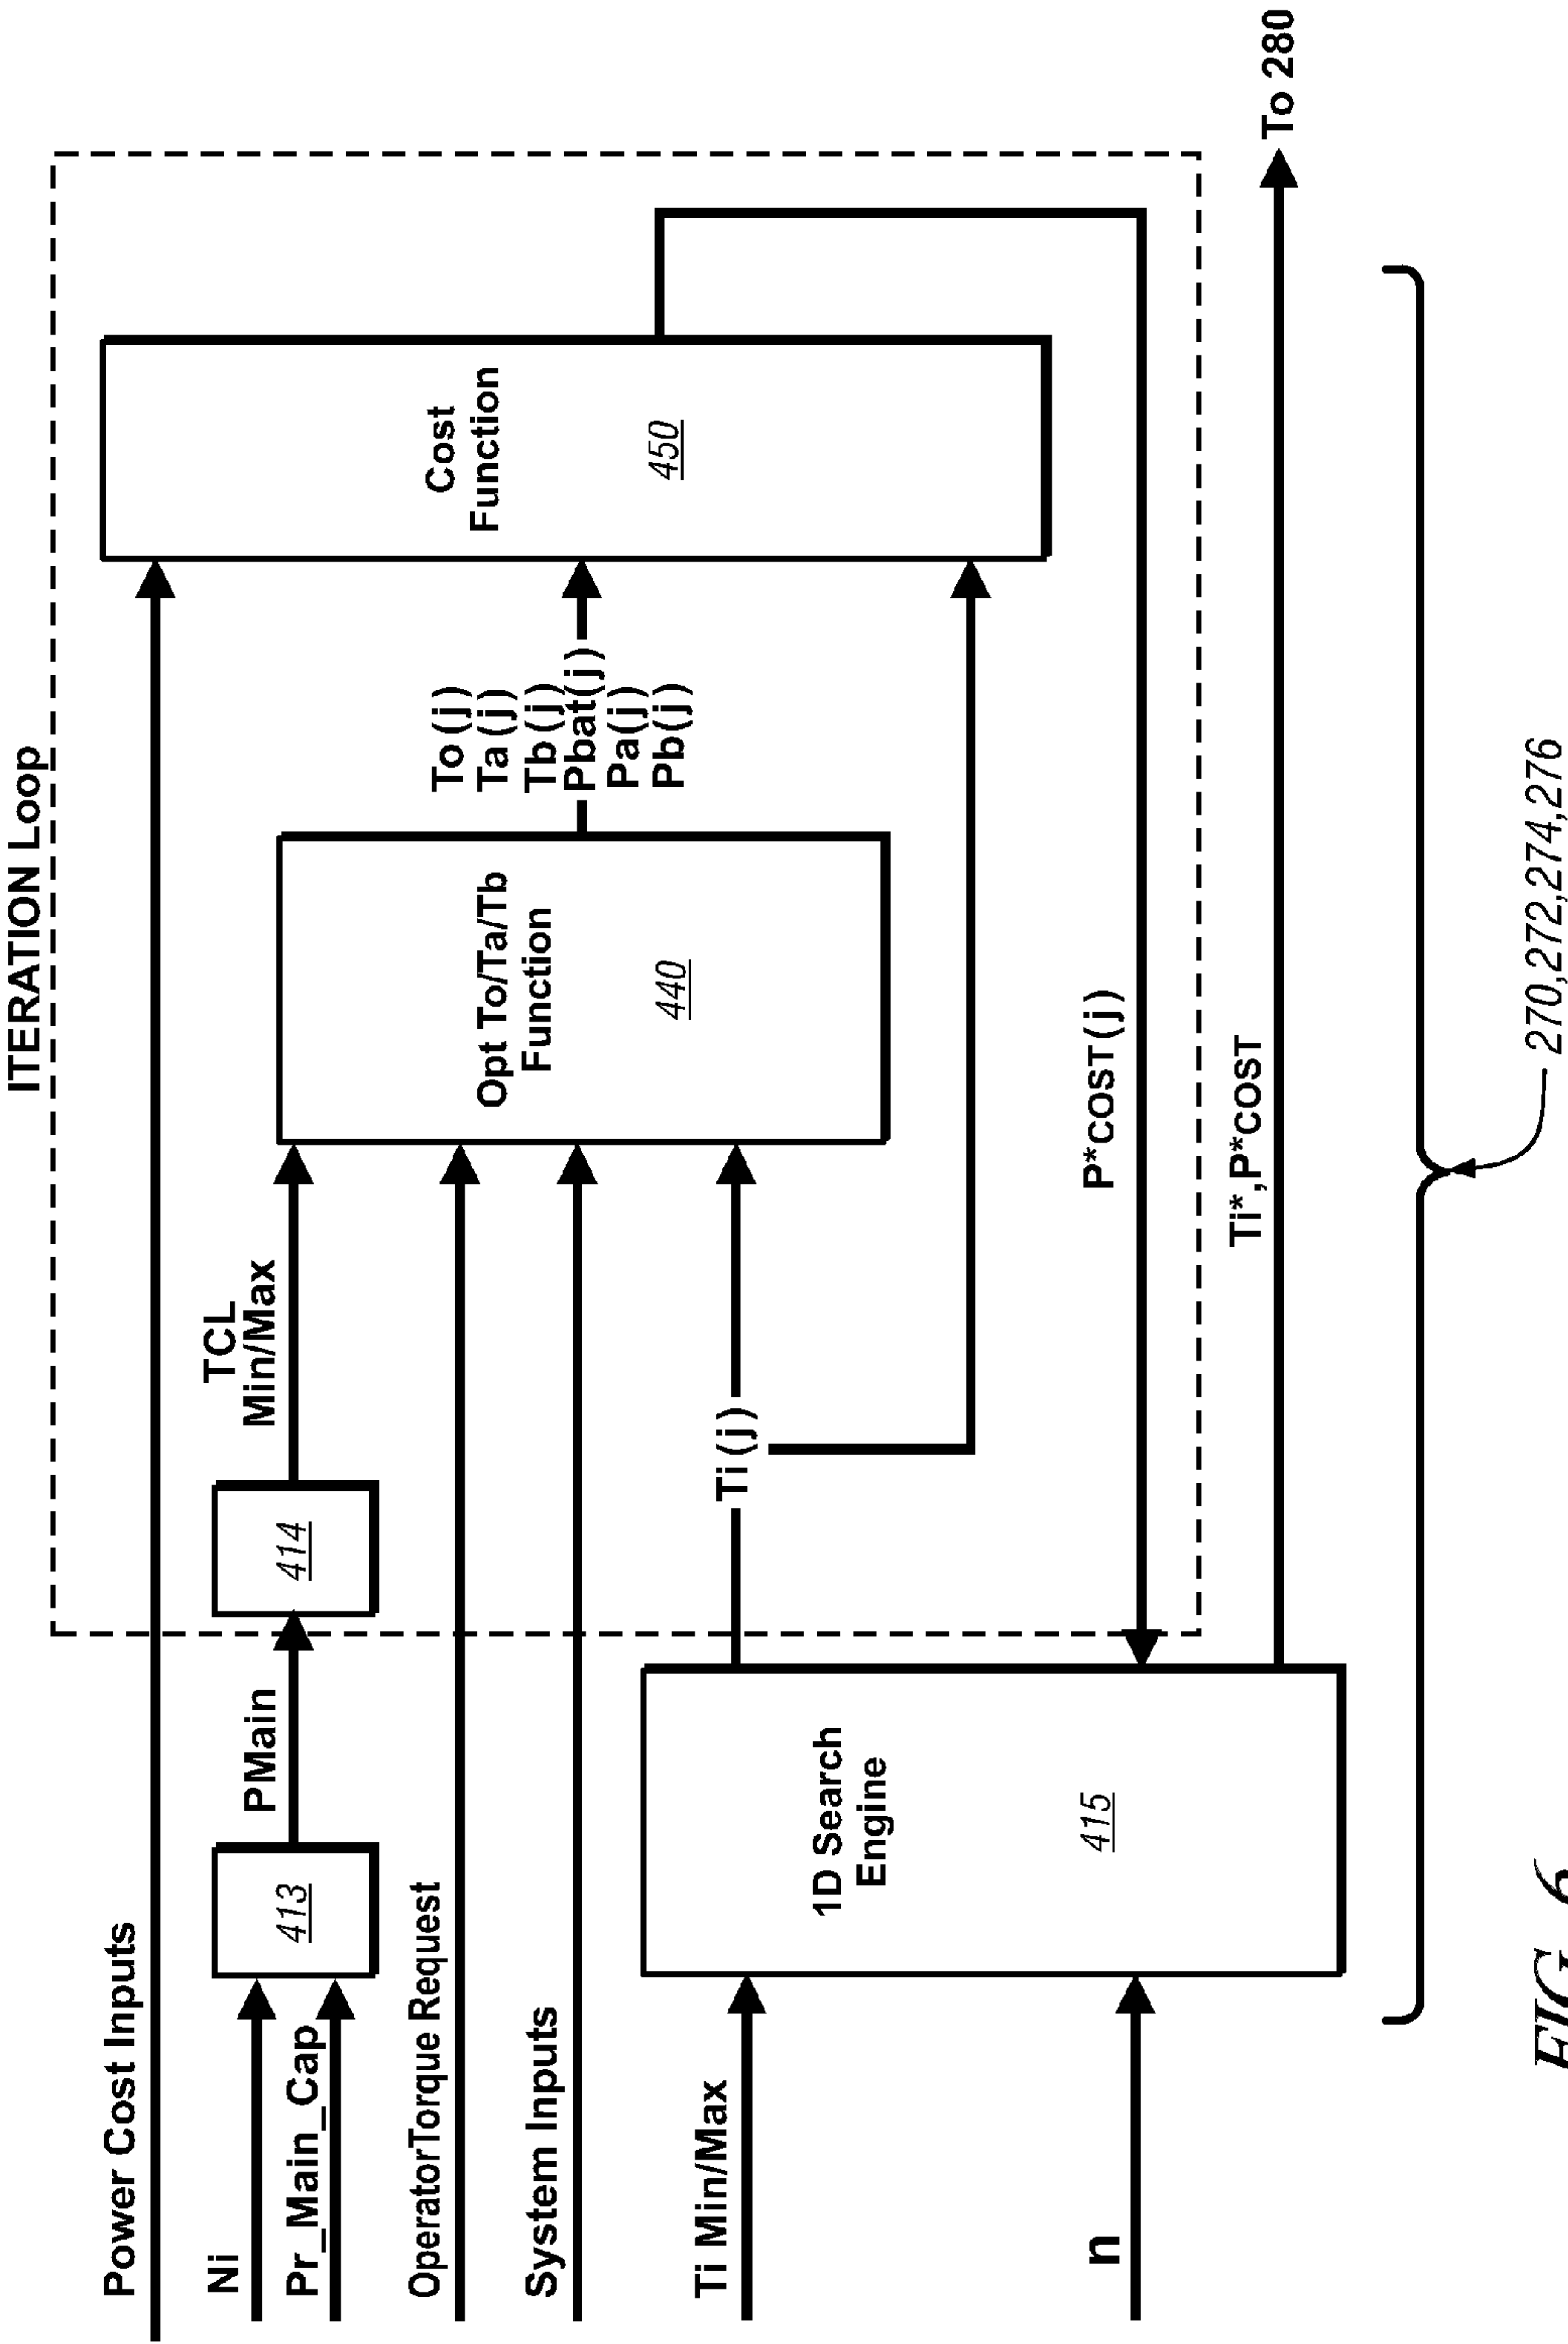 ITERATION Loop
Power Cost Inputs
Ni
Pr_Main_Cap
413
PMain
414
TCL
Min/Max
OperatorTorque Request
System Inputs
Opt To/Ta/Tb
Function
440
To(j)
Ta(j)
Tb(j)
Pbat(j)
Pa(j)
Pb(j)
Cost
Function
450
Ti Min/Max
n
1D Search
Engine
415
Ti(j)
P*COST(j)
Ti*,P*COST
To 280
270,272,274,276
FIG. 6